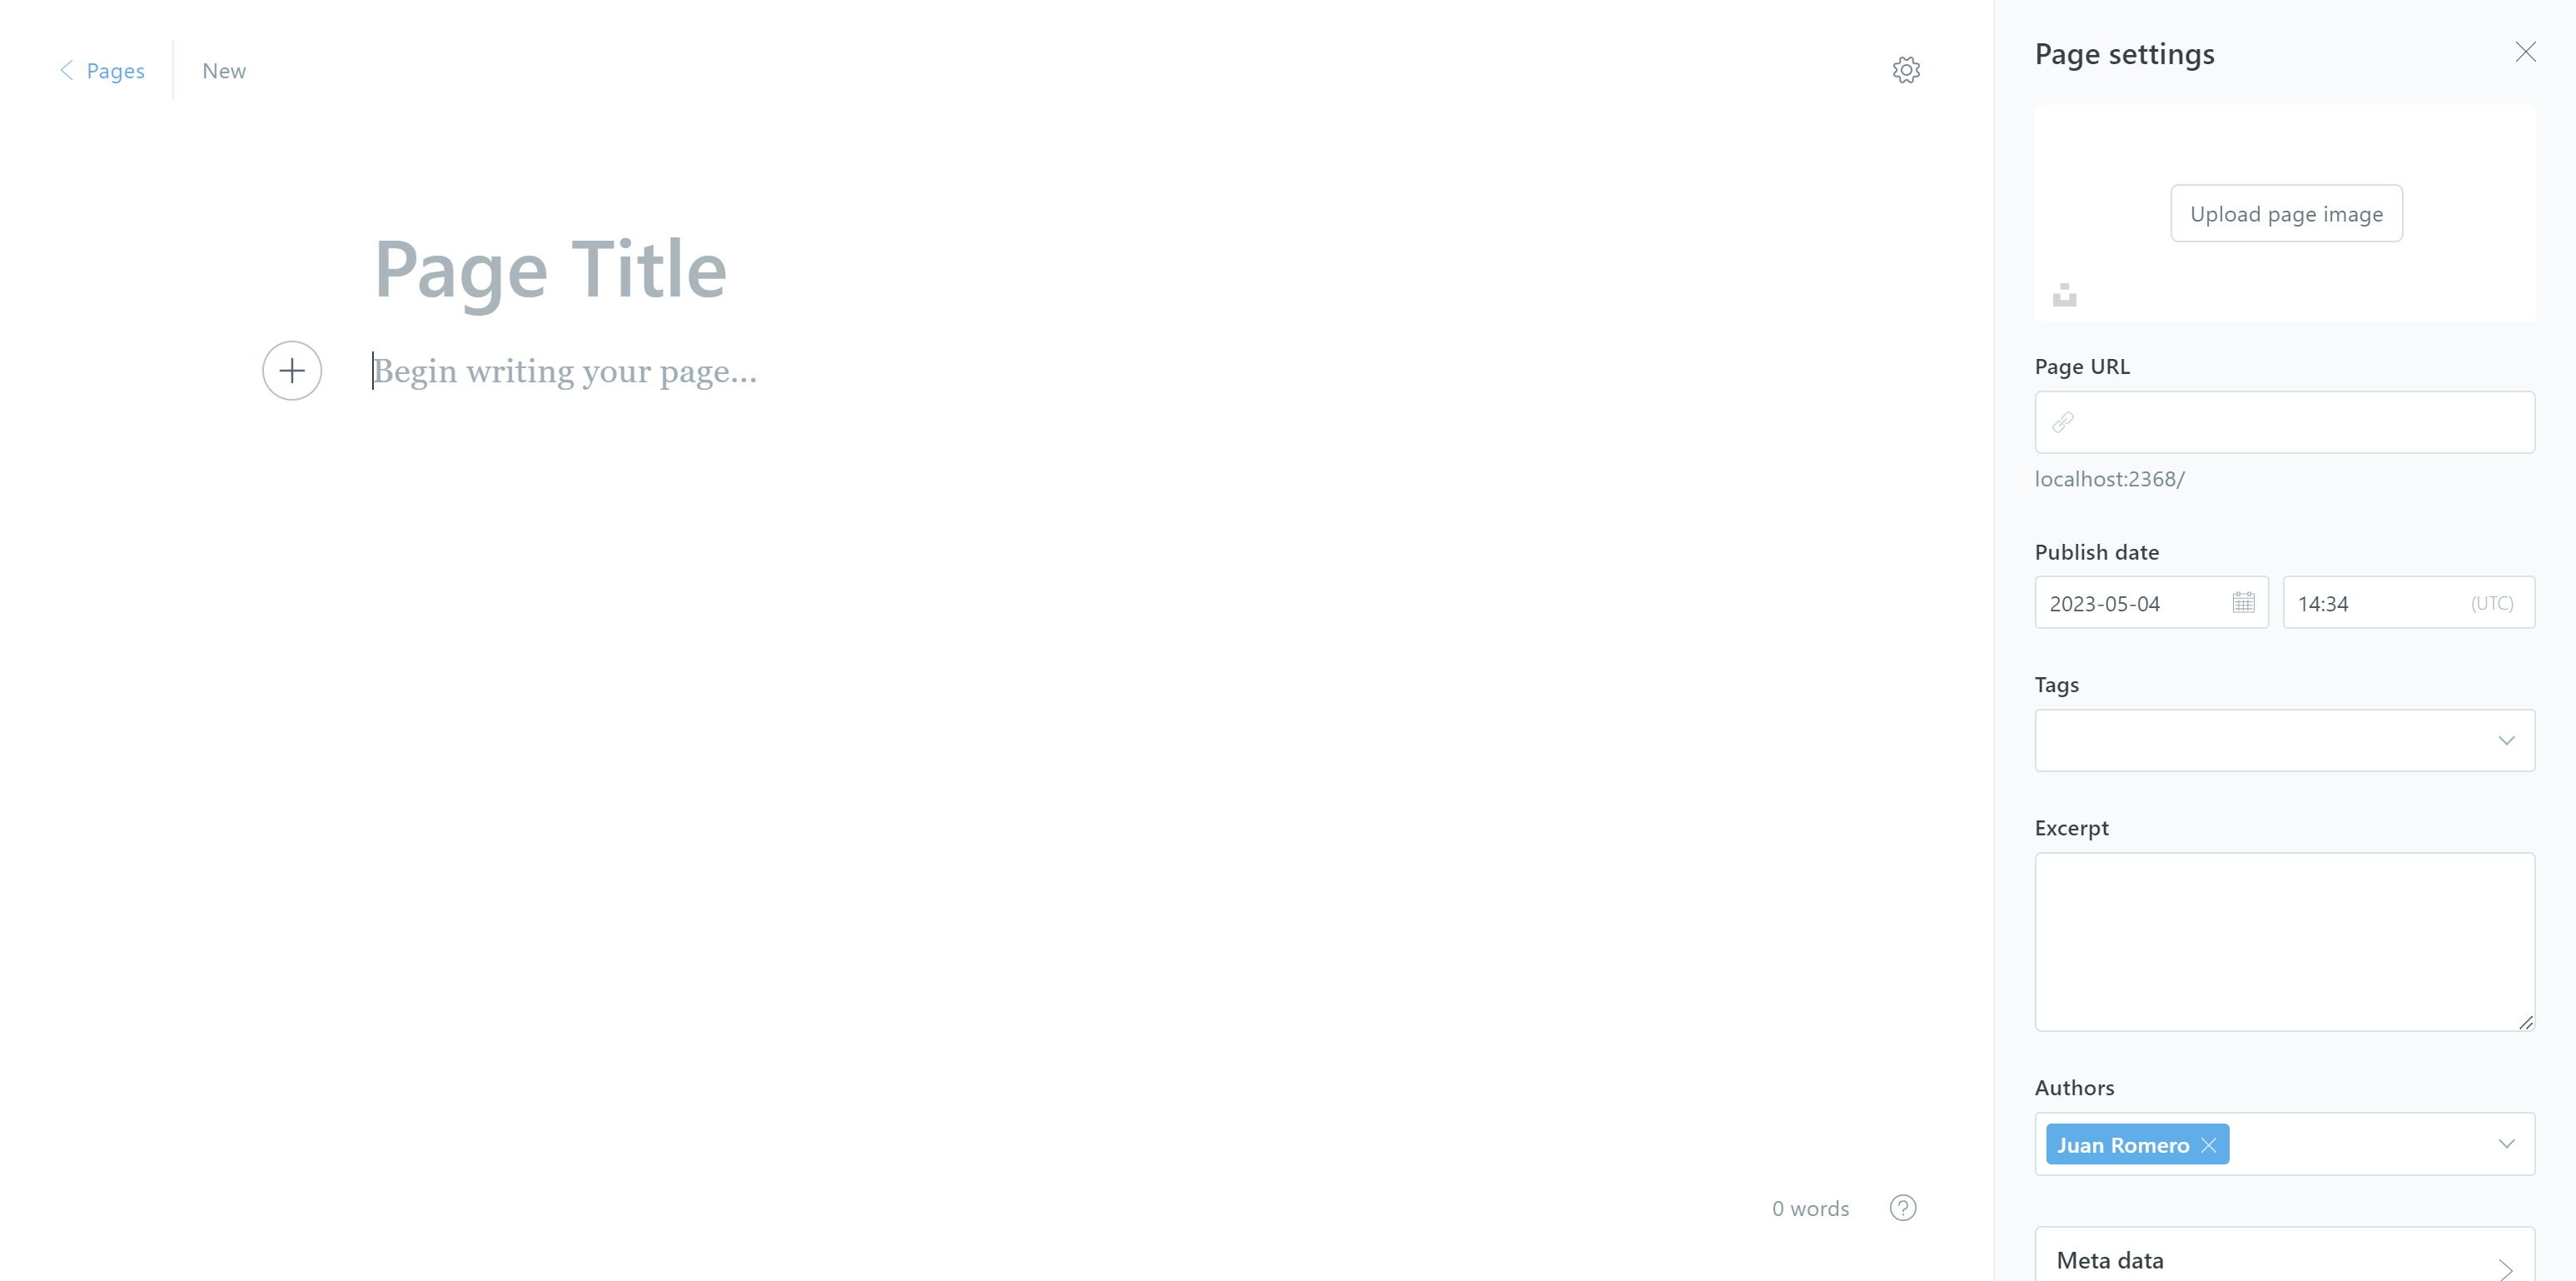 Pages
New
Page Title
Begin writing your page...
0 words
Page settings
Upload page image
Page URL
localhost:2368/
Publish date
2023-05-04
14:34 (UTC)
Tags
Excerpt
Authors
Juan Romero
Meta data